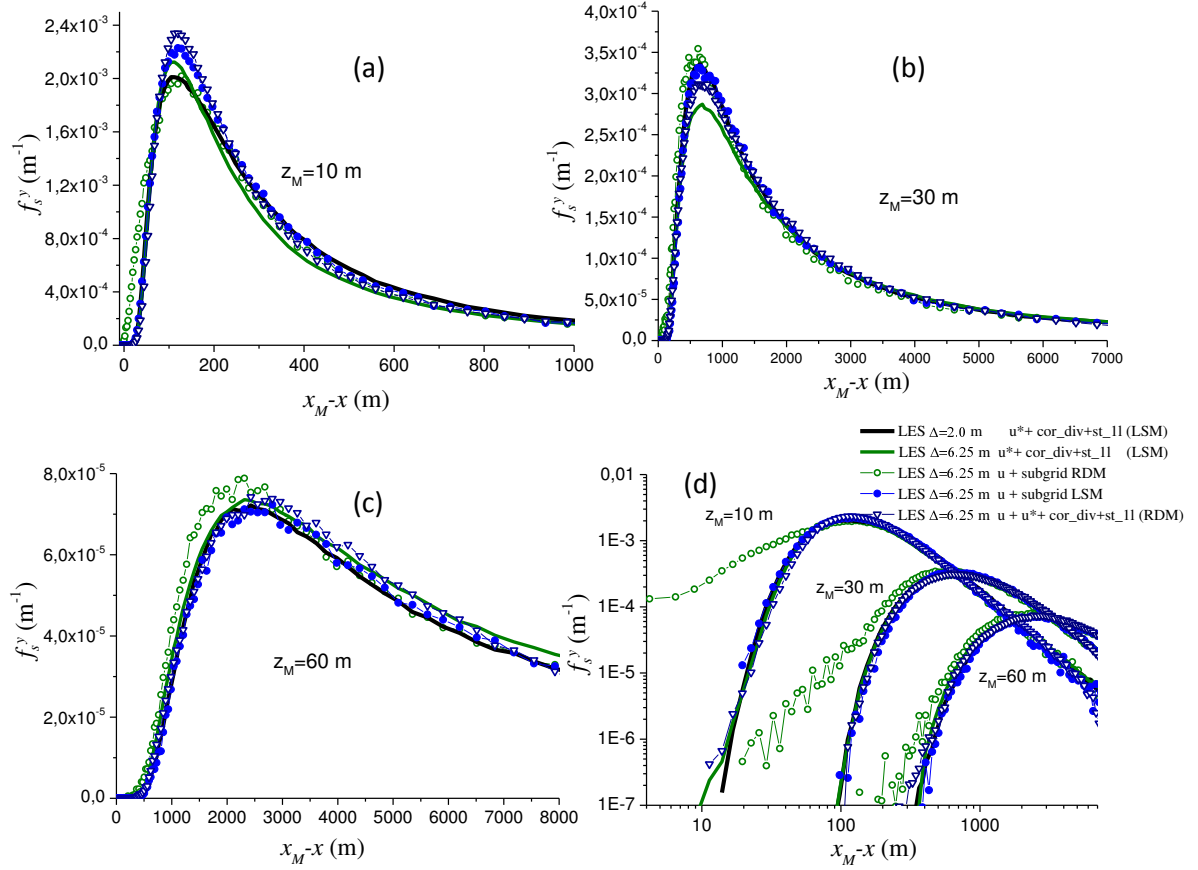 (a)
f_s^y (m^-1)
2,4x10^-3
2,0x10^-3
1,6x10^-3
1,2x10^-3
8,0x10^-4
4,0x10^-4
0,0
z_M=10 m
0 200 400 600 800 1000
x_M-x (m)
(b)
f_s^y (m^-1)
4,0x10^-4
3,5x10^-4
3,0x10^-4
2,5x10^-4
2,0x10^-4
1,5x10^-4
1,0x10^-4
5,0x10^-5
0,0
z_M=30 m
0 1000 2000 3000 4000 5000 6000 7000
x_M-x (m)
LES Δ=2.0 m u*+ cor_div+st_1l (LSM)
LES Δ=6.25 m u*+ cor_div+st_1l (LSM)
LES Δ=6.25 m u + subgrid RDM
LES Δ=6.25 m u + subgrid LSM
LES Δ=6.25 m u + u*+ cor_div+st_1l (RDM)
(c)
f_s^y (m^-1)
8,0x10^-5
6,0x10^-5
4,0x10^-5
2,0x10^-5
0,0
z_M=60 m
0 1000 2000 3000 4000 5000 6000 7000 8000
x_M-x (m)
(d)
f_s^y (m^-1)
0,01
1E-3
1E-4
1E-5
1E-6
1E-7
z_M=10 m
z_M=30 m
z_M=60 m
10 100 1000
x_M-x (m)